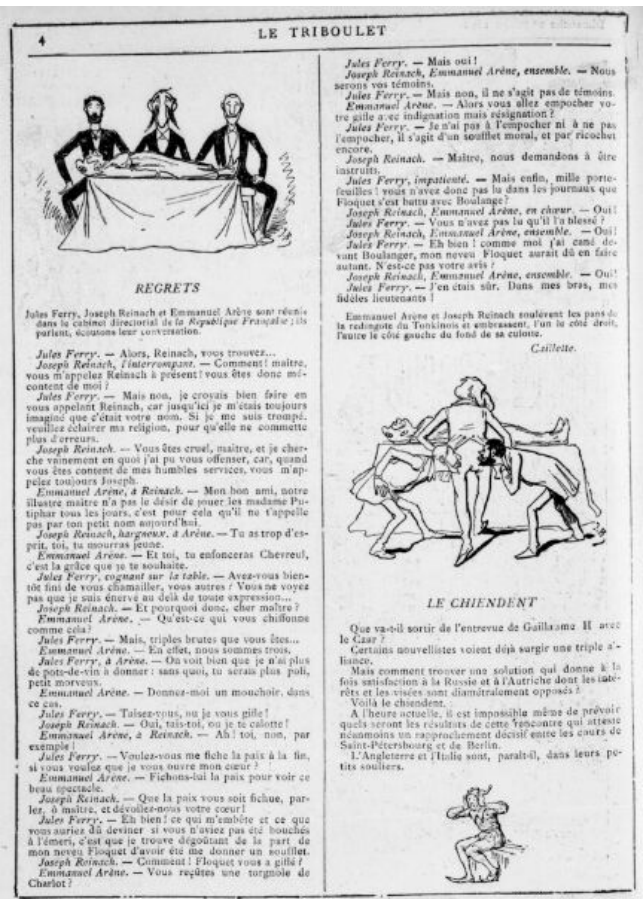 4
LE TRIBOULET
REGRETS
Jules Ferry, Joseph Reinach et Emmanuel Arène sont réunis
dans le cabinet directorial de la République Française ; ils
parlent, écoutons leur conversation.
Jules Ferry. — Alors, Reinach, vous trouvez...
Joseph Reinach, l'interrompant. — Comment ! maître,
vous m'appelez Reinach à présent ! vous êtes donc mé-
content de moi ?
Jules Ferry. — Mais non, je croyais bien faire en
vous appelant Reinach, car jusqu'ici je m'étais toujours
imaginé que c'était votre nom. Si je me suis trompé,
veuillez éclairer ma religion, pour qu'elle ne commette
plus d'erreurs.
Joseph Reinach. — Vous êtes cruel, maître, et je cher-
che vainement en quoi j'ai pu vous offenser, car, quand
vous êtes content de mes humbles services, vous m'ap-
pelez toujours Joseph.
Emmanuel Arène, à Reinach. — Mon bon ami, notre
illustre maître n'a pas le désir de jouer les madame Pu-
tiphar tous les jours, c'est pour cela qu'il ne t'appelle
pas par ton petit nom aujourd'hui.
Joseph Reinach, hargneux, à Arène. — Tu as trop d'es-
prit, toi, tu mourras jeune.
Emmanuel Arène. — Et toi, tu enfonceras Chevreul,
c'est la grâce que je te souhaite.
Jules Ferry, cognant sur la table. — Avez-vous bien-
tôt fini de vous chamailler, vous autres ? Vous ne voyez
pas que je suis énervé au delà de toute expression...
Joseph Reinach. — Et pourquoi donc, cher maître ?
Emmanuel Arène. — Qu'est-ce qui vous chiffonne
comme cela ?
Jules Ferry. — Mais, triples brutes que vous êtes...
Emmanuel Arène. — En effet, nous sommes trois.
Jules Ferry, à Arène. — On voit bien que je n'ai plus
de pots-de-vin à donner : sans quoi, tu serais plus poli,
petit morveux.
Emmanuel Arène. — Donnez-moi un mouchoir, dans
ce cas.
Jules Ferry. — Taisez-vous, ou je vous gifle !
Joseph Reinach. — Oui, tais-toi, ou je te calotte !
Emmanuel Arène, à Reinach. — Ah ! toi, non, par
exemple !
Jules Ferry. — Voulez-vous me fiche la paix à la fin,
si vous voulez que je vous ouvre mon cœur ?
Emmanuel Arène. — Fichons-lui la paix pour voir ce
beau spectacle.
Joseph Reinach. — Que la paix vous soit fichue, par-
lez, ô maître, et dévoilez-nous votre cœur !
Jules Ferry. — Eh bien ! ce qui m'embête et ce que
vous auriez dû deviner si vous n'aviez pas été bouchés
à l'émeri, c'est que je trouve dégoûtant de la part de
mon neveu Floquet d'avoir été me donner un soufflet.
Joseph Reinach. — Comment ! Floquet vous a giflé ?
Emmanuel Arène. — Vous reçûtes une torgnole de
Charlot ?
Jules Ferry. — Mais oui !
Joseph Reinach, Emmanuel Arène, ensemble. — Nous
serons vos témoins.
Jules Ferry. — Mais non, il ne s'agit pas de témoins.
Emmanuel Arène. — Alors vous allez empocher vo-
tre gifle avec indignation mais résignation ?
Jules Ferry. — Je n'ai pas à l'empocher ni à ne pas
l'empocher, il s'agit d'un soufflet moral, et par ricochet
encore.
Joseph Reinach. — Maître, nous demandons à être
instruits.
Jules Ferry, impatienté. — Mais enfin, mille porte-
feuilles ! vous n'avez donc pas lu dans les journaux que
Floquet s'est battu avec Boulange ?
Joseph Reinach, Emmanuel Arène, en chœur. — Oui !
Jules Ferry. — Vous n'avez pas lu qu'il l'a blessé ?
Joseph Reinach, Emmanuel Arène, ensemble. — Oui !
Jules Ferry. — Eh bien ! comme moi j'ai cané de-
vant Boulanger, mon neveu Floquet aurait dû en faire
autant. N'est-ce pas votre avis ?
Joseph Reinach, Emmanuel Arène, ensemble. — Oui !
Jules Ferry. — J'en étais sûr. Dans mes bras, mes
fidèles lieutenants !
Emmanuel Arène et Joseph Reinach soulèvent les pans de
la redingote du Tonkinois et embrassent, l'un le côté droit,
l'autre le côté gauche du fond de sa culotte.
Caillette.
LE CHIENDENT
Que va-t-il sortir de l'entrevue de Guillaume II avec
le Czar ?
Certains nouvellistes voient déjà surgir une triple al-
liance.
Mais comment trouver une solution qui donne à la
fois satisfaction à la Russie et à l'Autriche dont les inté-
rêts et les visées sont diamétralement opposés ?
Voilà le chiendent.
A l'heure actuelle, il est impossible même de prévoir
quels seront les résultats de cette rencontre qui atteste
néanmoins un rapprochement décisif entre les cours de
Saint-Pétersbourg et de Berlin.
L'Angleterre et l'Italie sont, paraît-il, dans leurs pe-
tits souliers.